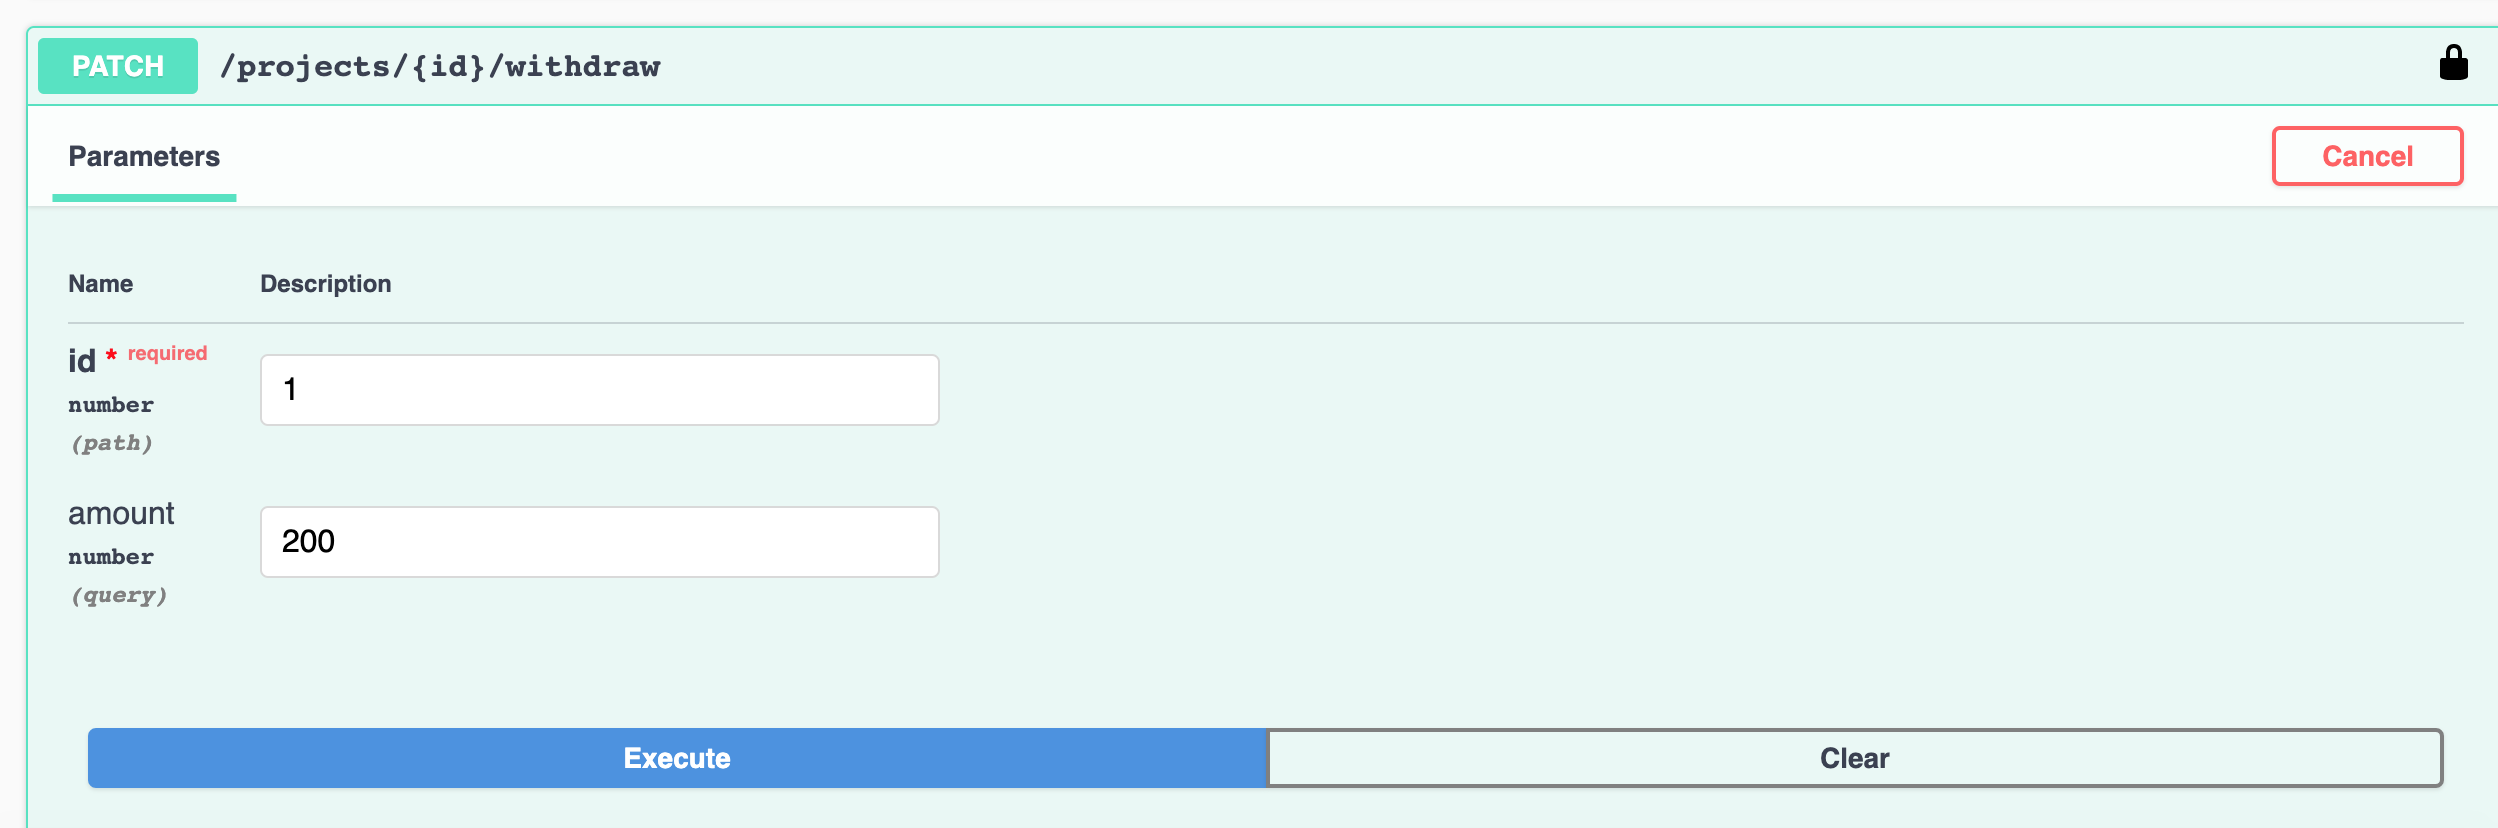 PATCH /projects/{id}/withdraw
Parameters
Cancel
Name Description
id * required
number
(path)
1
amount
number
(query)
200
Execute
Clear